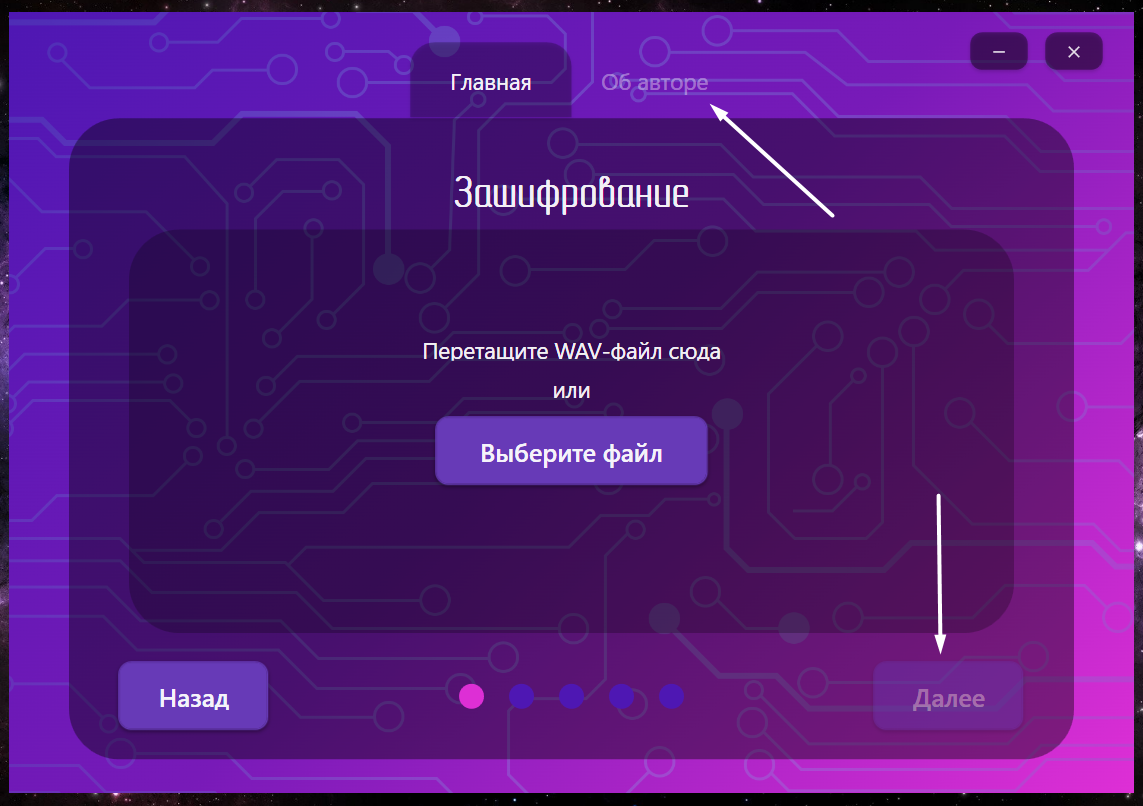 Главная
Об авторе
Зашифрование
Перетащите WAV-файл сюда
или
Выберите файл
Назад
Далее